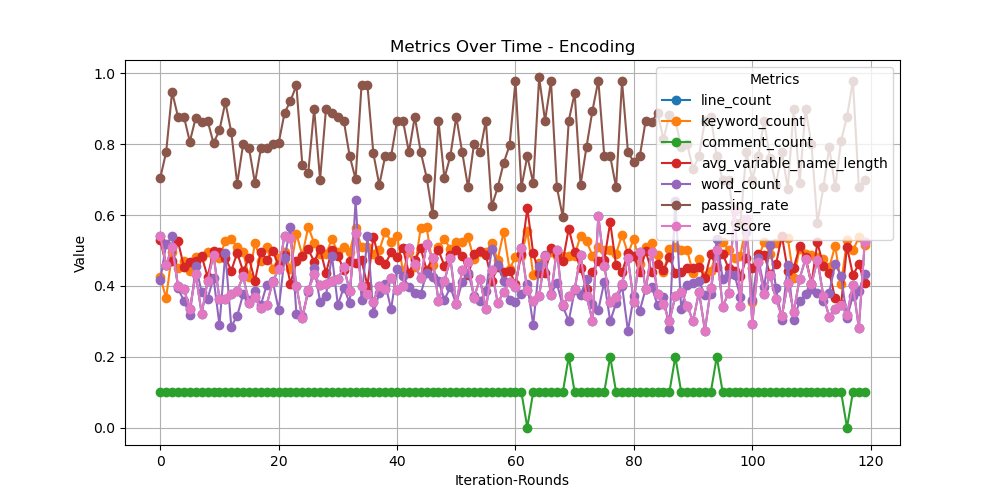 Metrics Over Time - Encoding
1.0
0.8
0.6
0.4
0.2
0.0
Value
Metrics
line_count
keyword_count
comment_count
avg_variable_name_length
word_count
passing_rate
avg_score
0 20 40 60 80 100 120
Iteration-Rounds